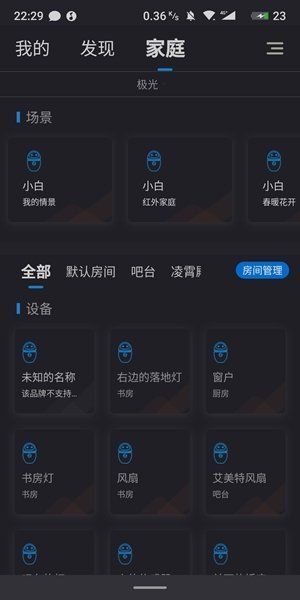 22:29 0.36 K/s 23
我的 发现 家庭
极光
场景
小白 小白 小白
我的情景 红外家庭 春暖花开
全部 默认房间 吧台 凌霄 房间管理
设备
未知的名称 右边的落地灯 窗户
该品牌不支持... 书房 厨房
书房灯 风扇 艾美特风扇
书房 书房 吧台